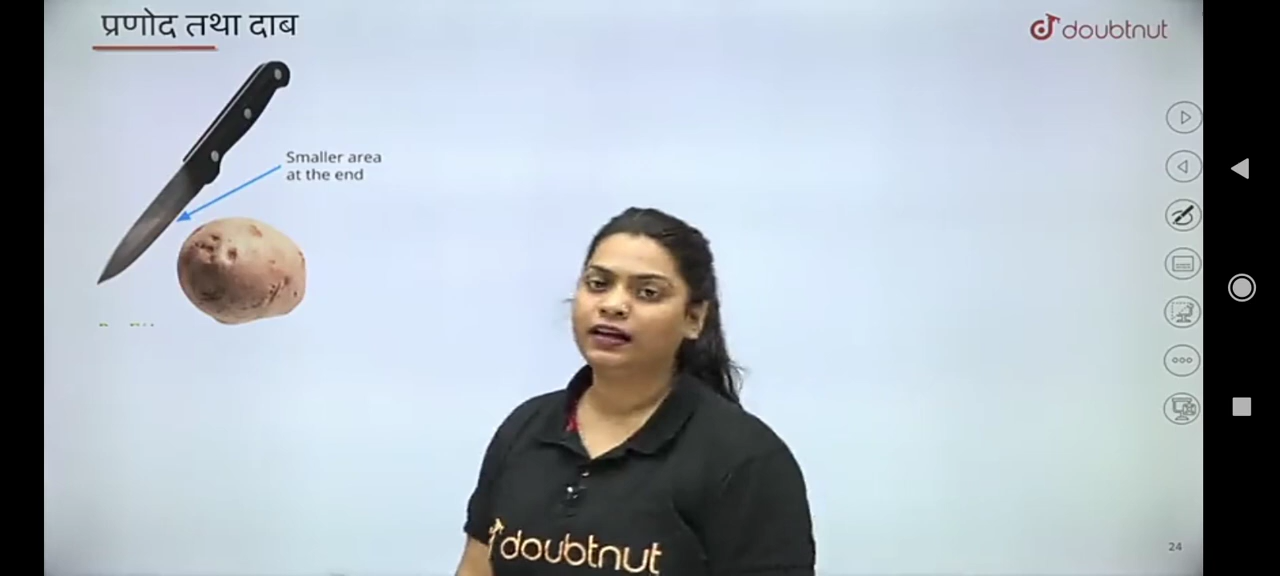 प्रणोद तथा दाब
doubtnut
Smaller area
at the end
doubtnut
24